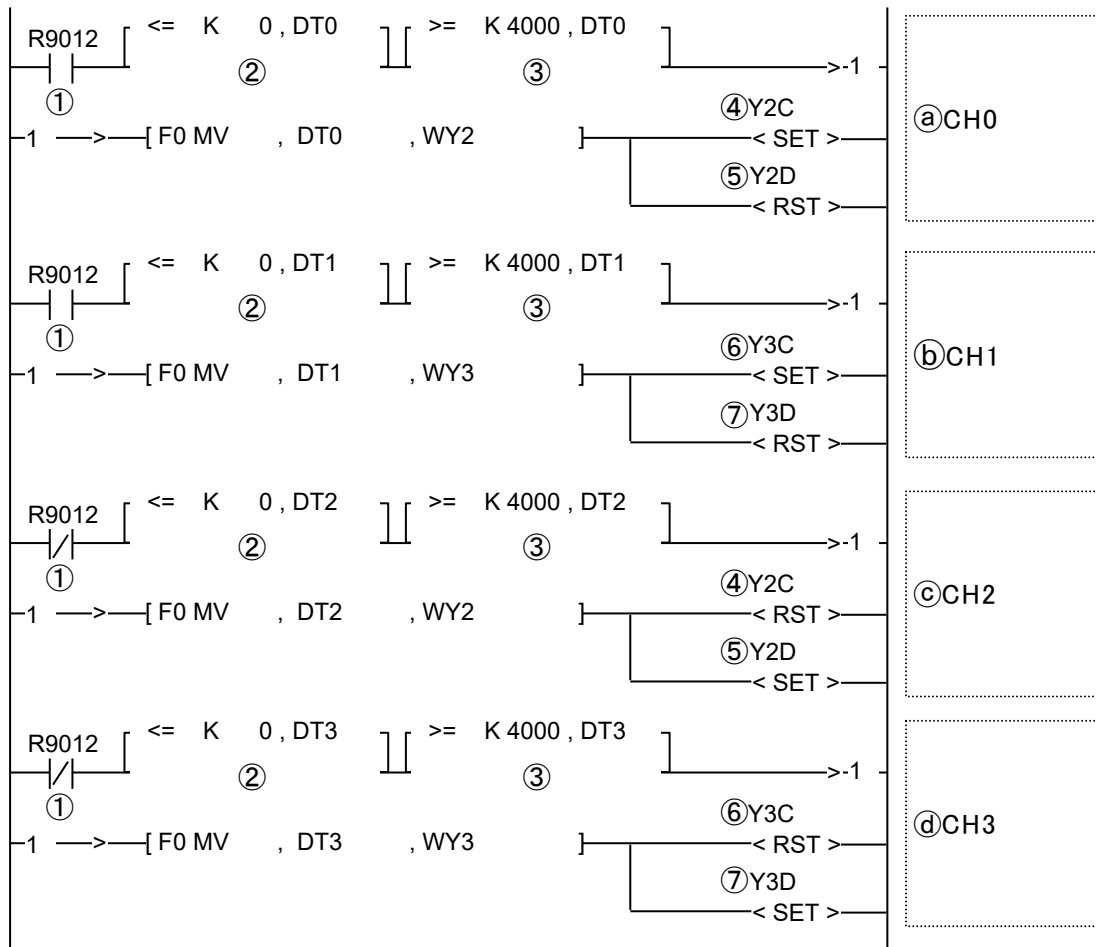 <= K 0 , DT0 >= K 4000 , DT0
R9012
② ③ >-1
①
④Y2C
1 > [ F0 MV , DT0 , WY2 ] < SET >
ⓐCH0
⑤Y2D
< RST >
<= K 0 , DT1 >= K 4000 , DT1
R9012
② ③ >-1
①
⑥Y3C
1 > [ F0 MV , DT1 , WY3 ] < SET >
ⓑCH1
⑦Y3D
< RST >
<= K 0 , DT2 >= K 4000 , DT2
R9012
② ③ >-1
①
④Y2C
1 > [ F0 MV , DT2 , WY2 ] < RST >
ⓒCH2
⑤Y2D
< SET >
<= K 0 , DT3 >= K 4000 , DT3
R9012
② ③ >-1
①
⑥Y3C
1 > [ F0 MV , DT3 , WY3 ] < RST >
ⓓCH3
⑦Y3D
< SET >